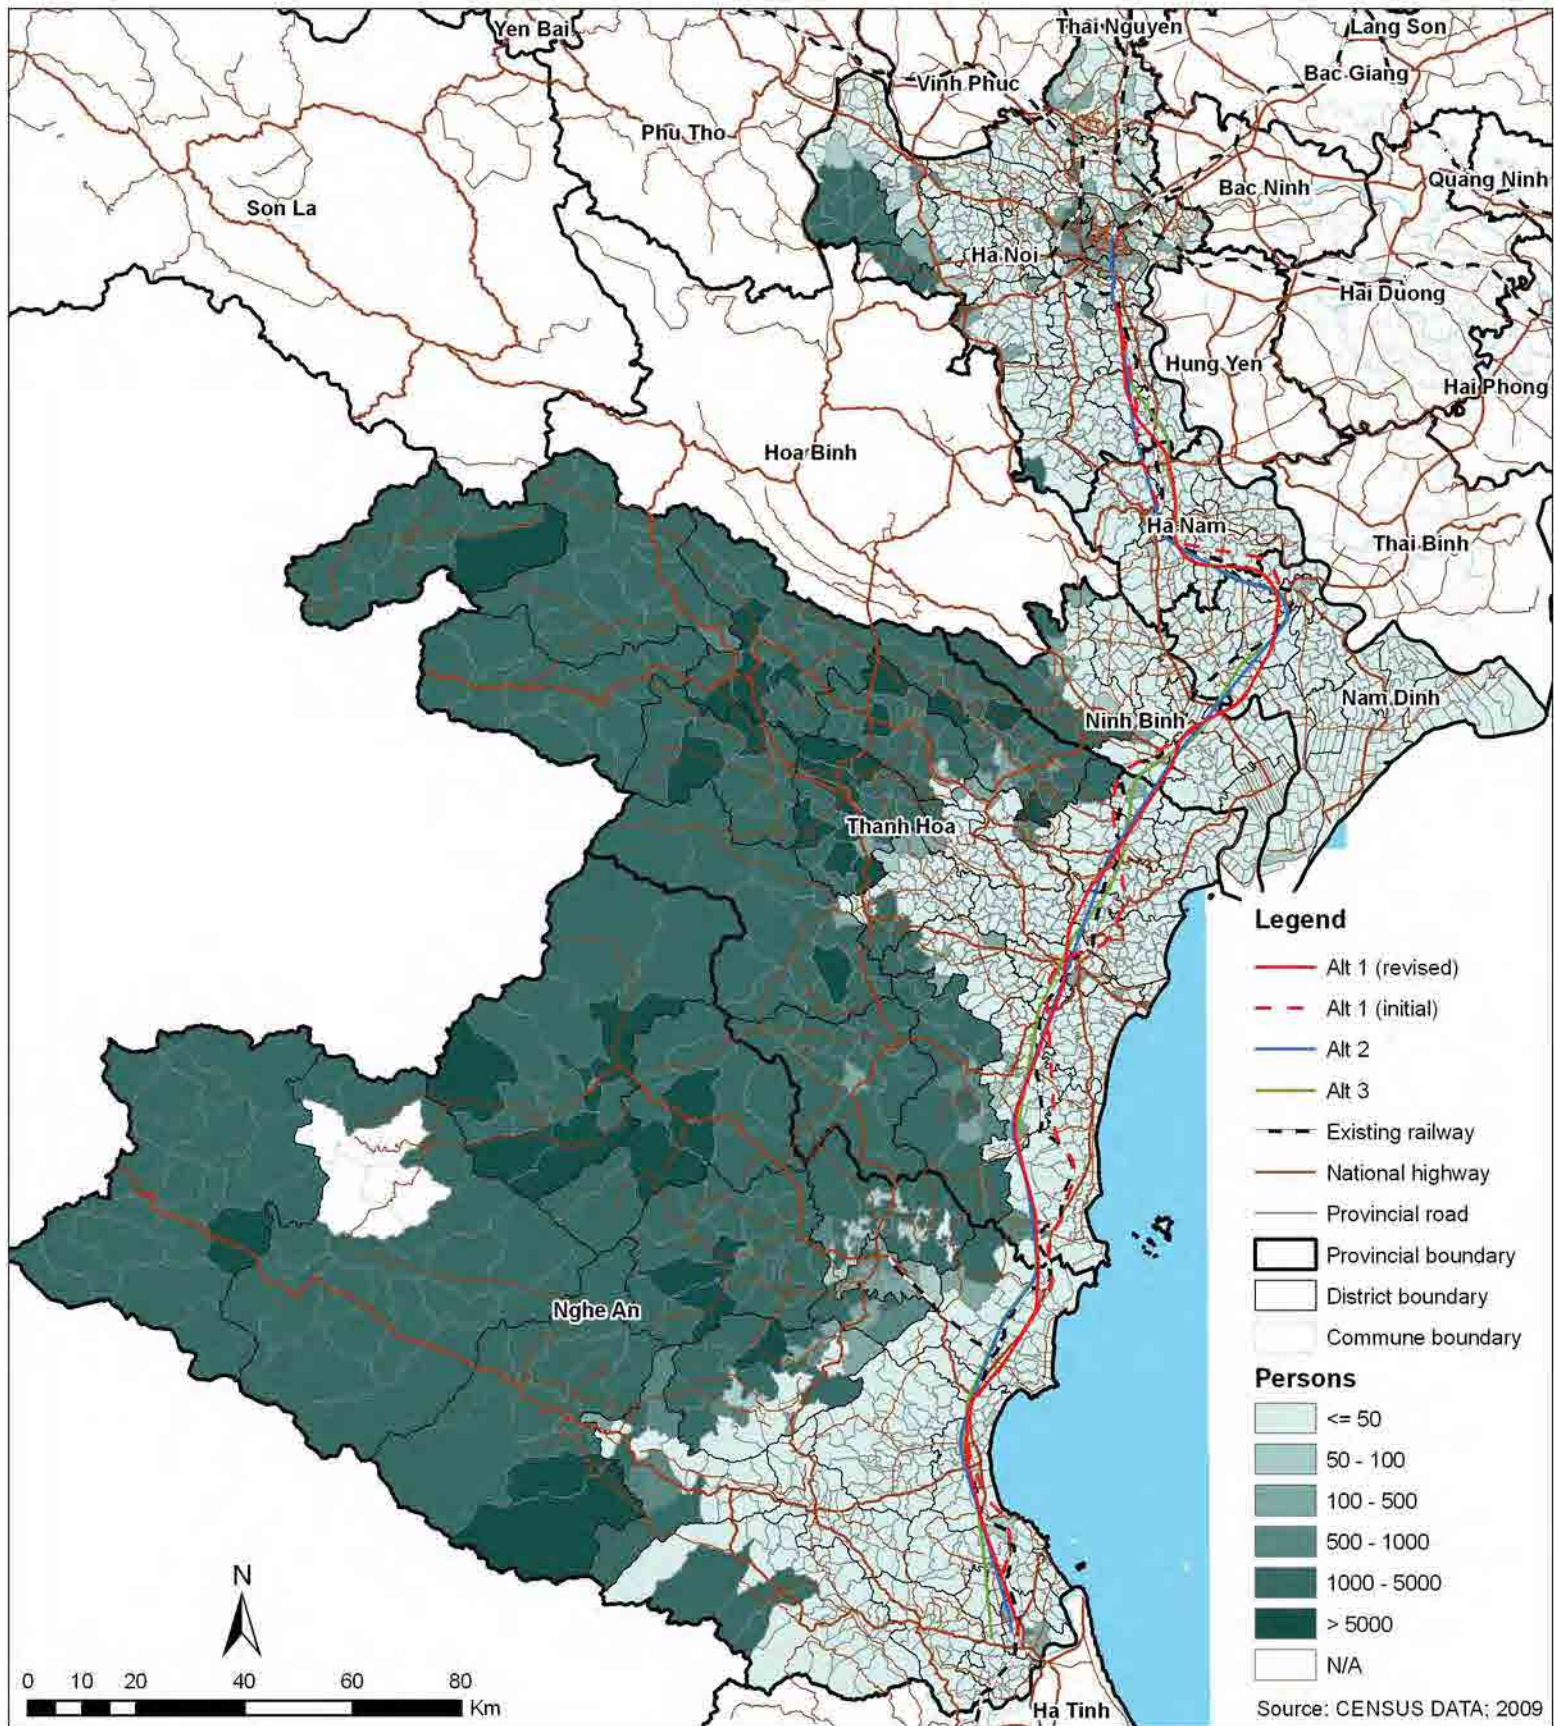 Yen Bai
Thai Nguyen
Lang Son
Vinh Phuc
Bac Giang
Phu Tho
Quang Ninh
Bac Ninh
Son La
Ha Noi
Hai Duong
Hung Yen
Hai Phong
Hoa Binh
Ha Nam
Thai Binh
Nam Dinh
Ninh Binh
Thanh Hoa
Nghe An
Ha Tinh
Legend
Alt 1 (revised)
Alt 1 (initial)
Alt 2
Alt 3
Existing railway
National highway
Provincial road
Provincial boundary
District boundary
Commune boundary
Persons
<= 50
50 - 100
100 - 500
500 - 1000
1000 - 5000
> 5000
N/A
N
0 10 20 40 60 80
Km
Source: CENSUS DATA; 2009